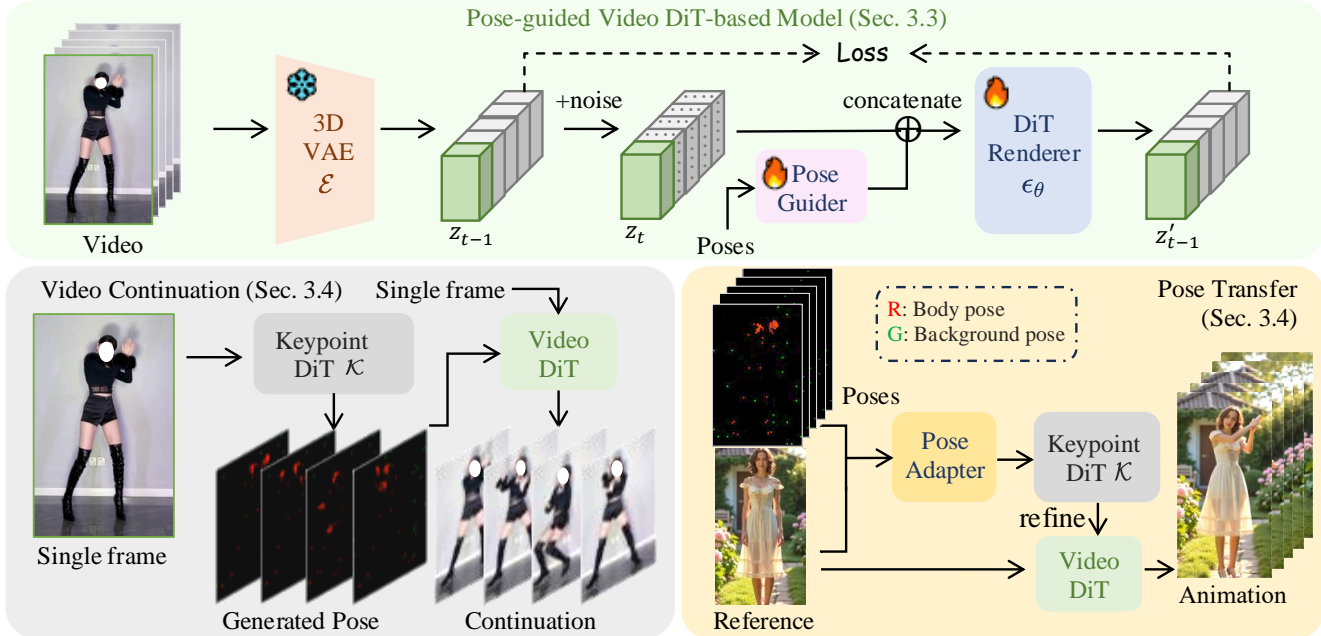 Pose-guided Video DiT-based Model (Sec. 3.3)
Loss
+noise
concatenate
3D
VAE
ℰ
DiT
Renderer
ϵ_θ
Pose
Guider
Video
z_{t−1}
z_t
Poses
z'_{t−1}
Video Continuation (Sec. 3.4)
Single frame
Keypoint
DiT 𝒦
Video
DiT
Single frame
Generated Pose
Continuation
R: Body pose
G: Background pose
Pose Transfer
(Sec. 3.4)
Poses
Pose
Adapter
Keypoint
DiT 𝒦
refine
Video
DiT
Reference
Animation